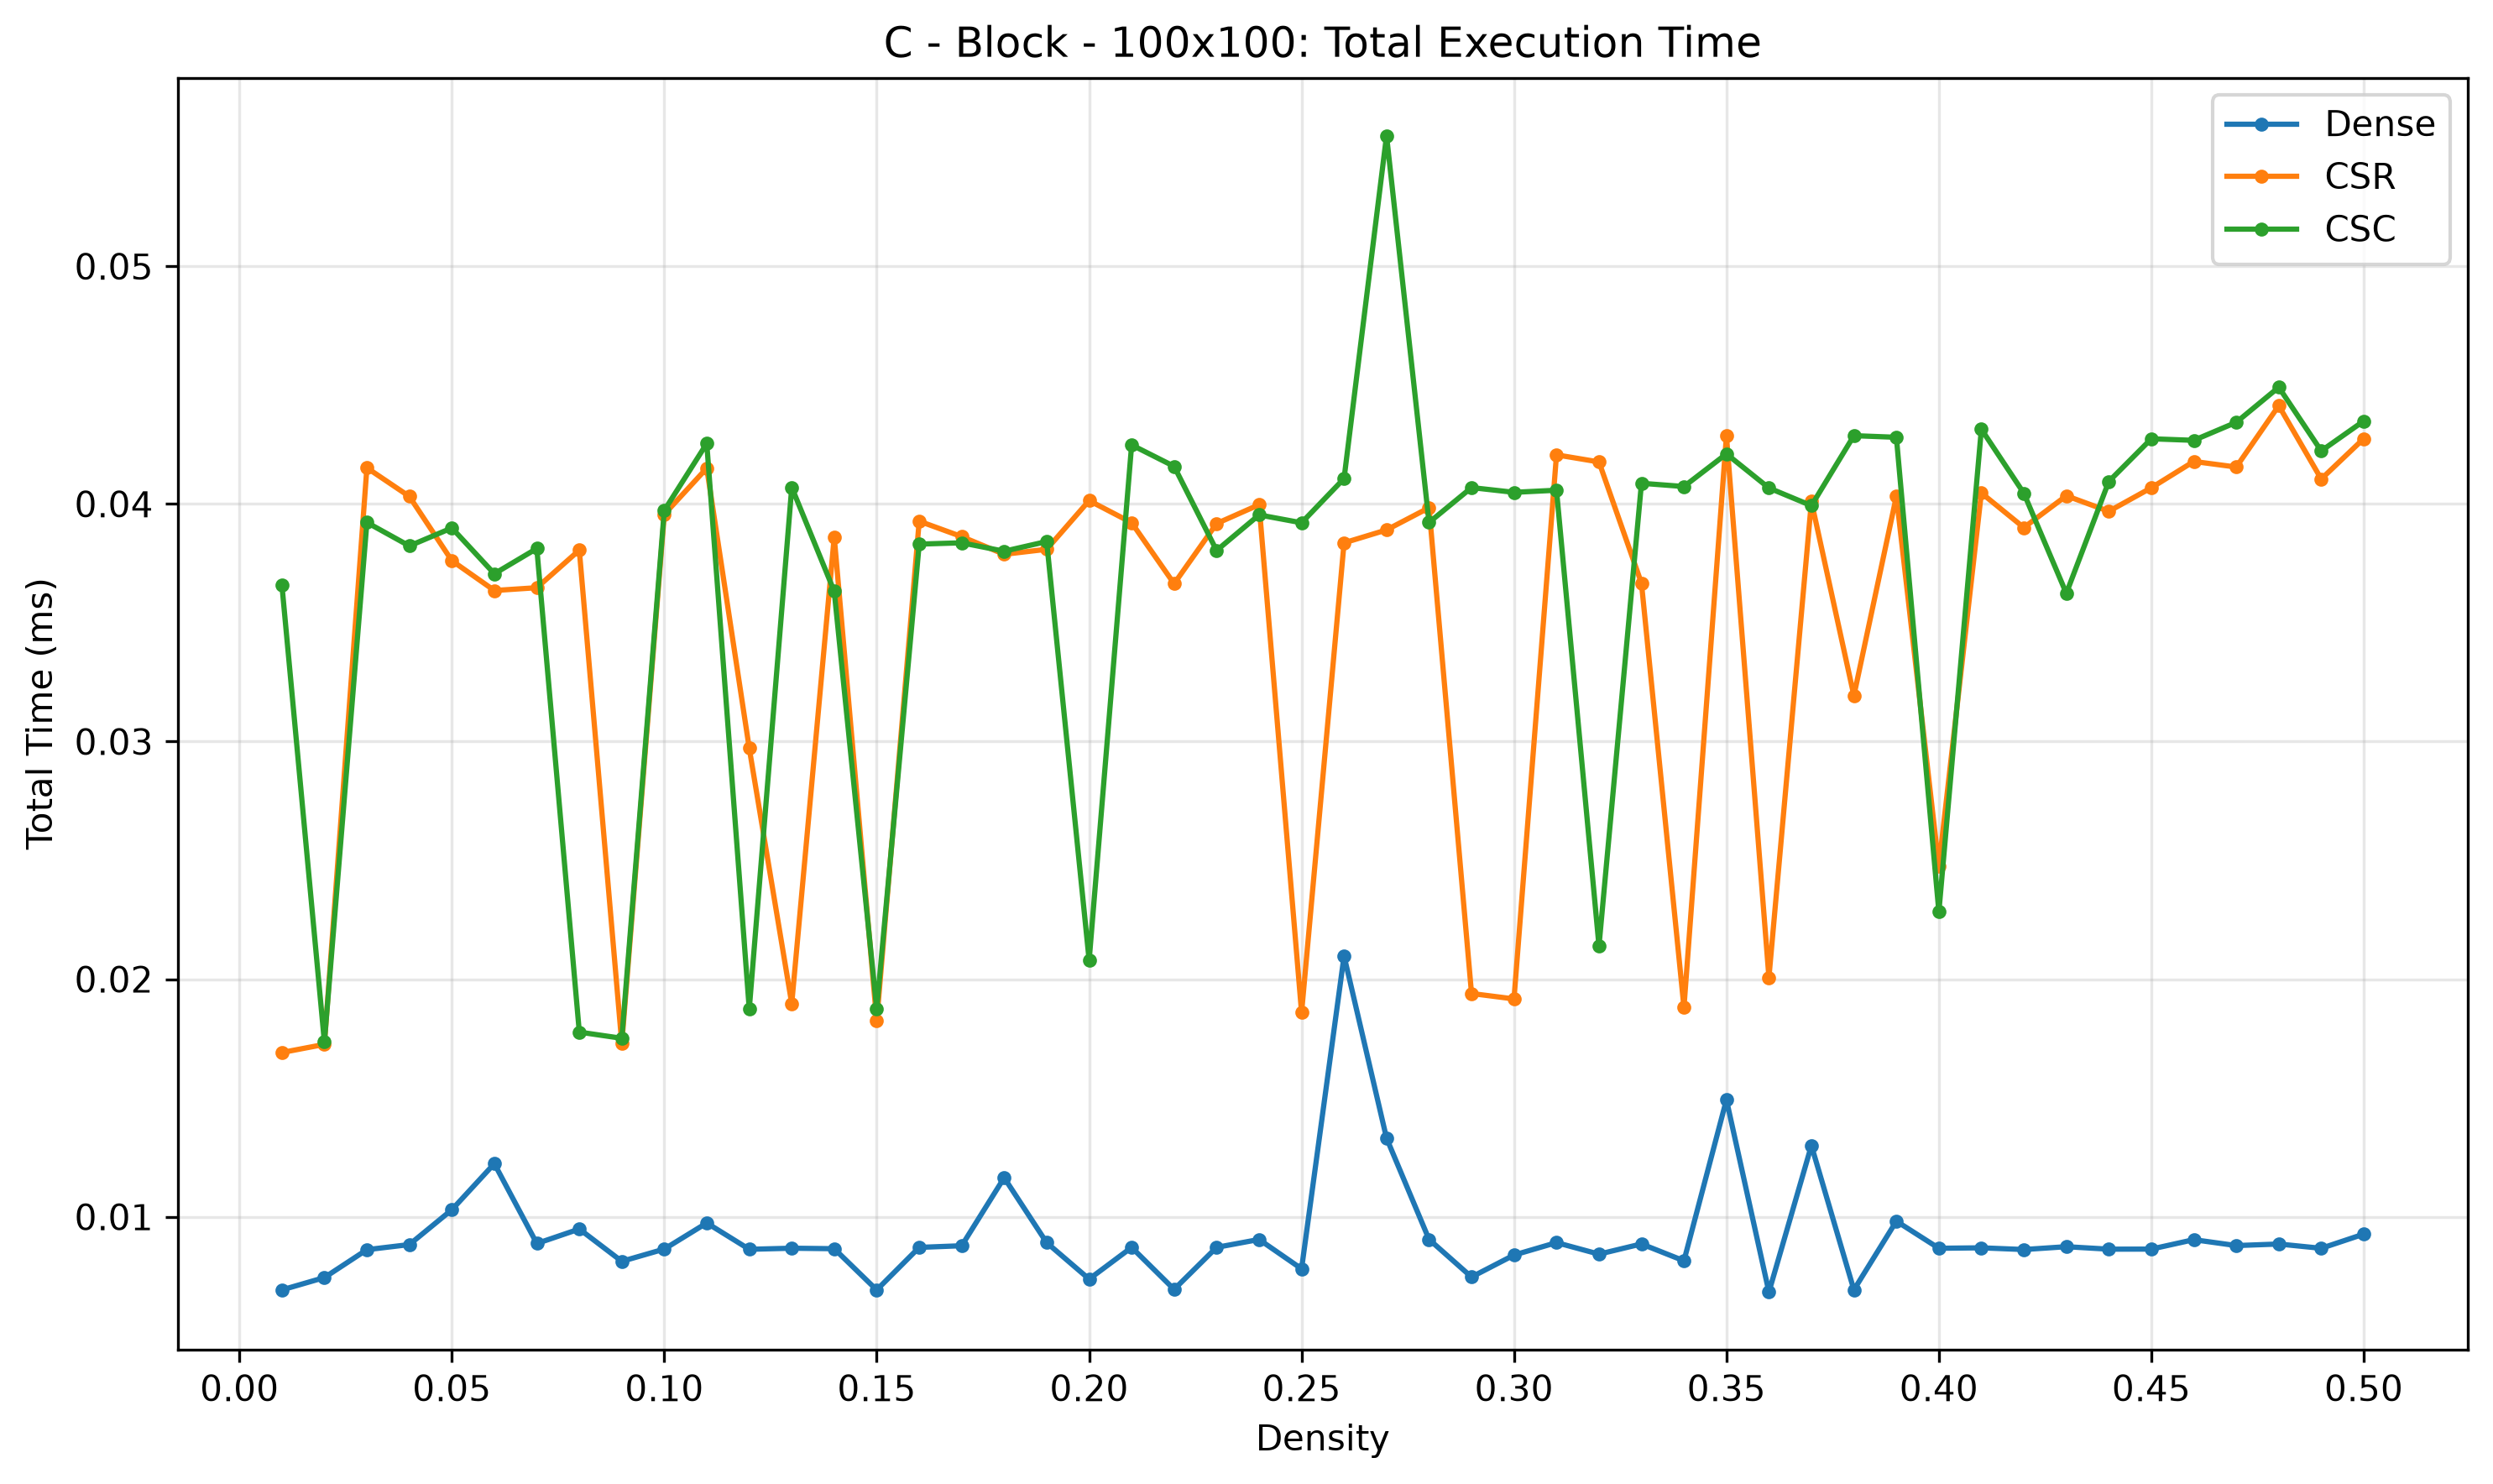 C - Block - 100x100: Total Execution Time
Dense
CSR
CSC
Total Time (ms)
0.05
0.04
0.03
0.02
0.01
0.00 0.05 0.10 0.15 0.20 0.25 0.30 0.35 0.40 0.45 0.50
Density